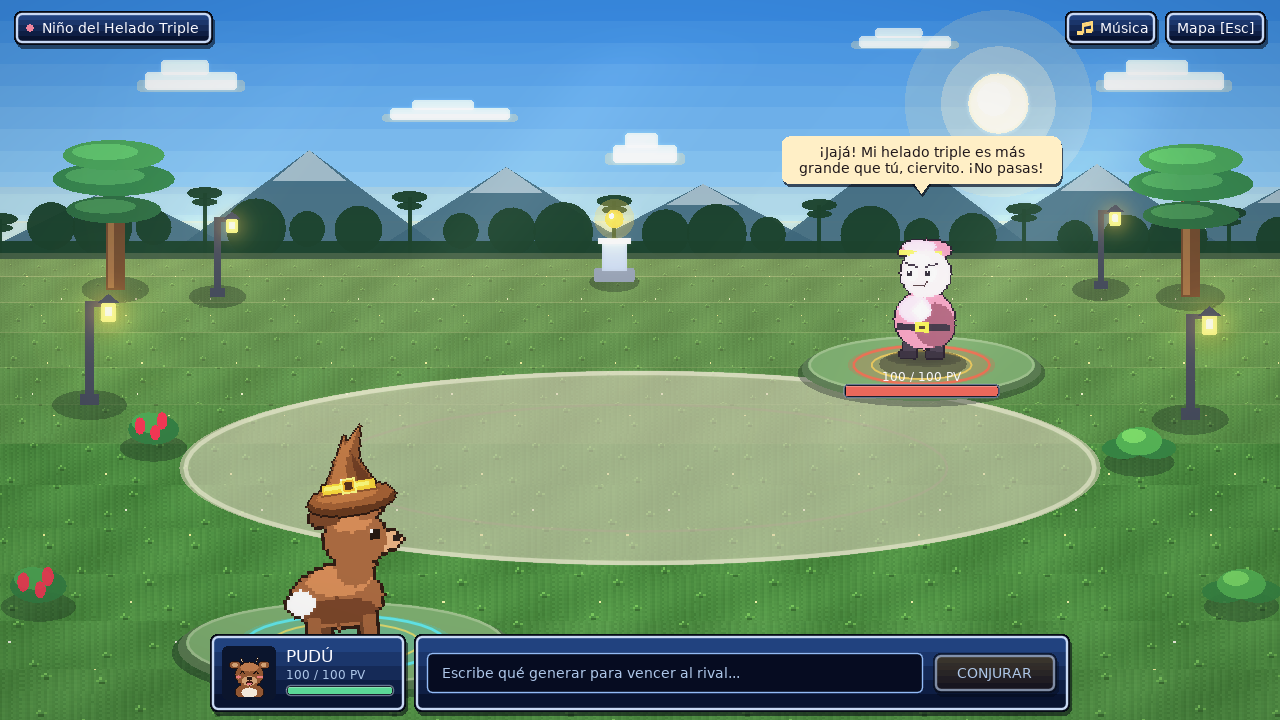 Niño del Helado Triple
Música
Mapa [Esc]
¡Jajá! Mi helado triple es más
grande que tú, ciervito. ¡No pasas!
100 / 100 PV
PUDÚ
100 / 100 PV
Escribe qué generar para vencer al rival...
CONJURAR